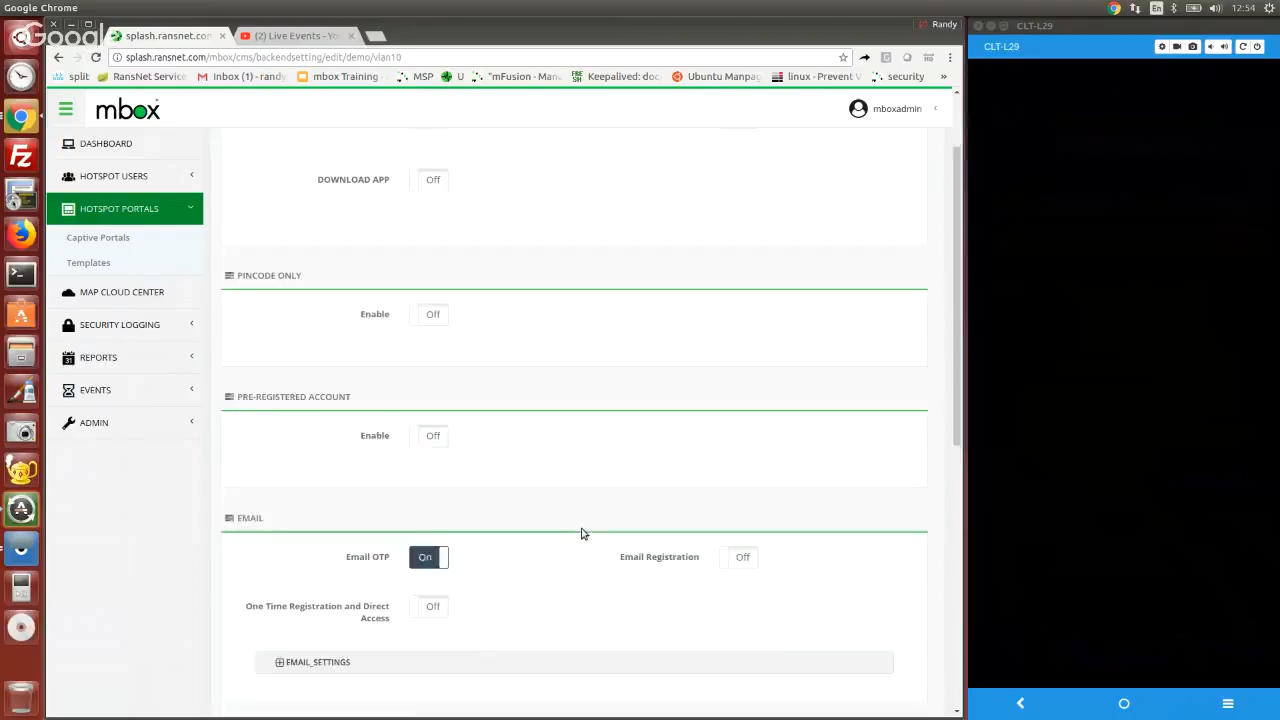 Google Chrome
En
12:54
Randy
splash.ransnet.com
(2) Live Events - Y
splash.ransnet.com/mbox/cms/backendsetting/edit/demo/vlan10
split
RansNet Service
Inbox (1) - randy
mbox Training
MSP
U
"mFusion - Man
Keepalived: doc
Ubuntu Manpag
linux - Prevent V
security
»
mbox
mboxadmin
DASHBOARD
HOTSPOT USERS
HOTSPOT PORTALS
Captive Portals
Templates
MAP CLOUD CENTER
SECURITY LOGGING
REPORTS
EVENTS
ADMIN
DOWNLOAD APP
Off
PINCODE ONLY
Enable
Off
PRE-REGISTERED ACCOUNT
Enable
Off
EMAIL
Email OTP
On
Email Registration
Off
One Time Registration and Direct
Access
Off
EMAIL_SETTINGS
CLT-L29
CLT-L29